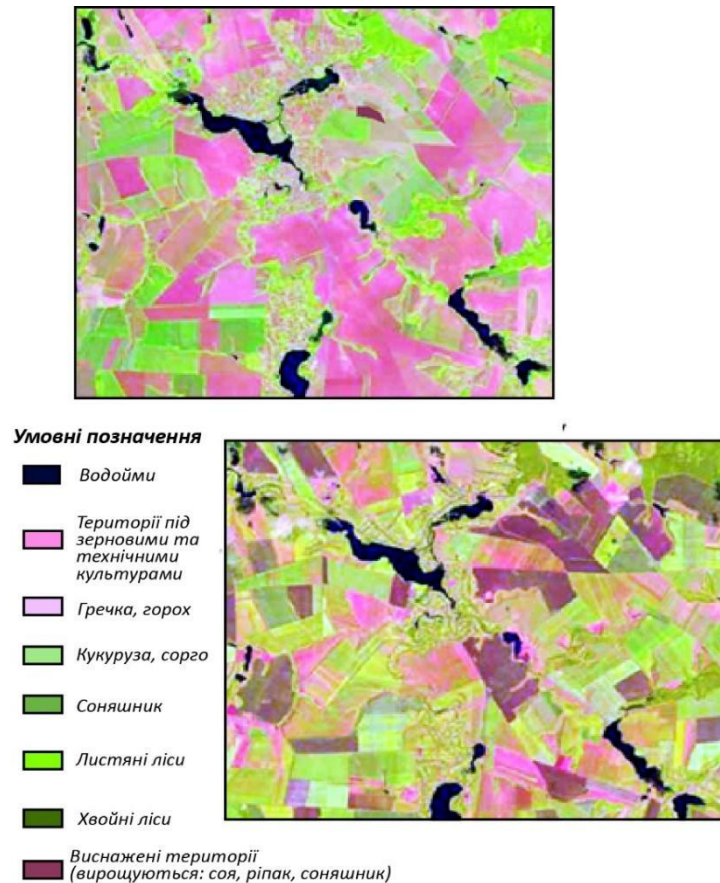 Умовні позначення
Водойми
Території під
зерновими та
технічними
культурами
Гречка, горох
Кукуруза, сорго
Соняшник
Листяні ліси
Хвойні ліси
Виснажені території
(вирощуються: соя, ріпак, соняшник)